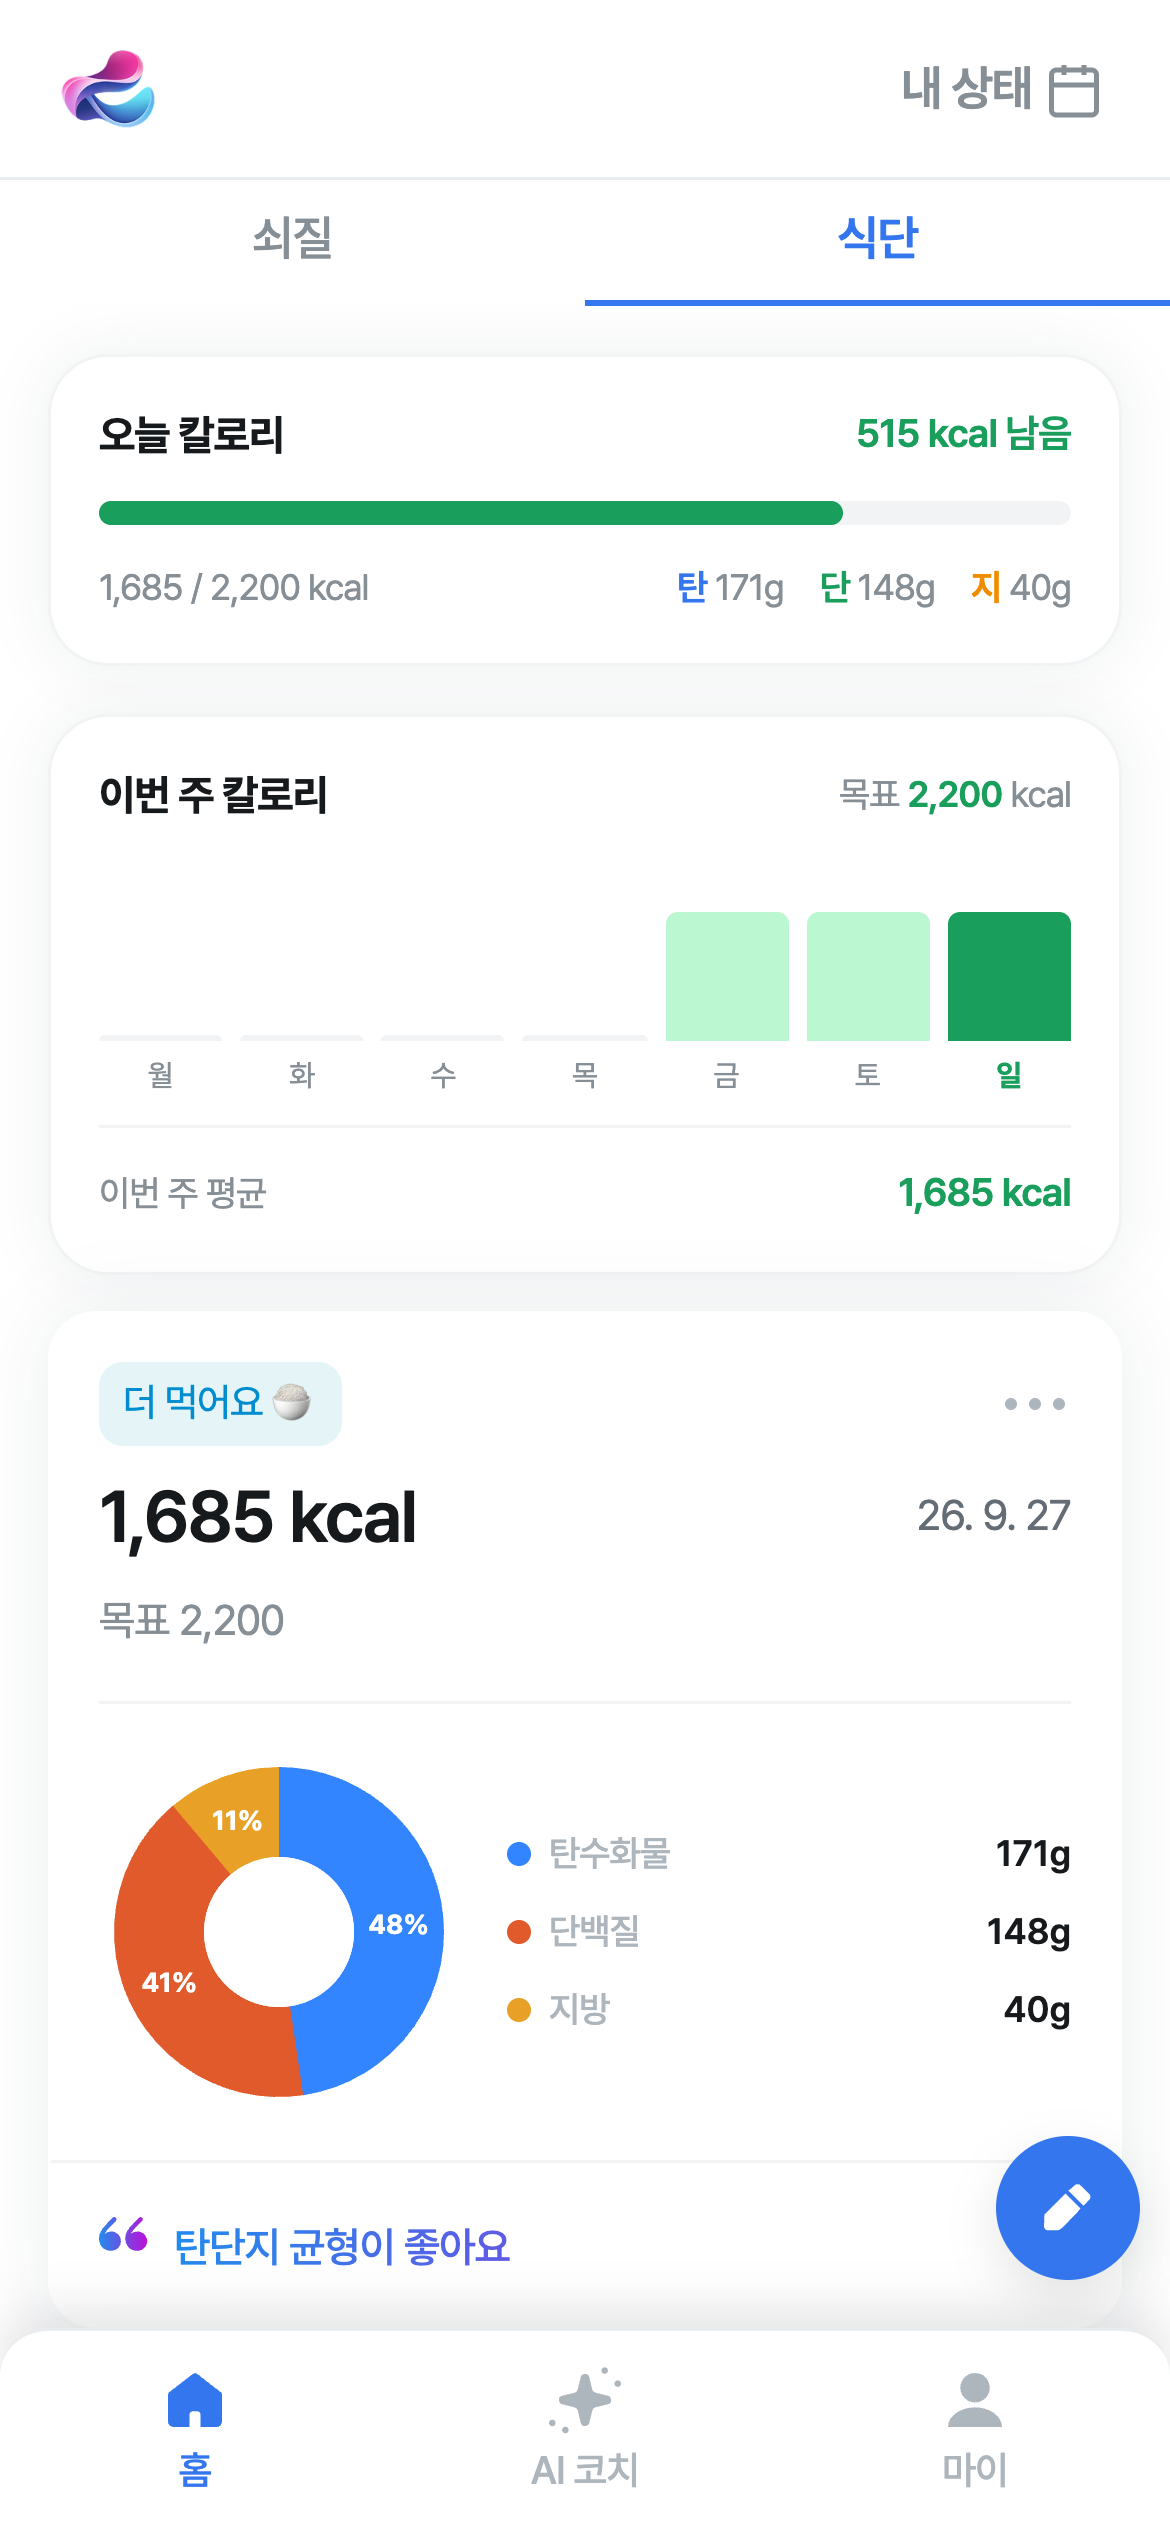 내 상태
쇠질
식단
오늘 칼로리
515 kcal 남음
1,685 / 2,200 kcal
탄 171g 단 148g 지 40g
이번 주 칼로리
목표 2,200 kcal
월 화 수 목 금 토 일
이번 주 평균
1,685 kcal
더 먹어요 🍚
1,685 kcal
26. 9. 27
목표 2,200
11%
48%
41%
탄수화물 171g
단백질 148g
지방 40g
❝ 탄단지 균형이 좋아요
홈
AI 코치
마이